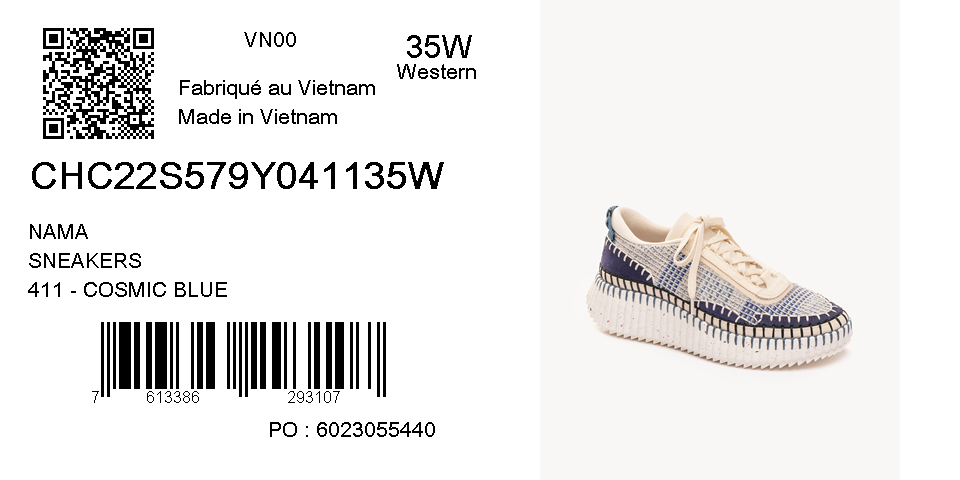 VN00
35W
Western
Fabriqué au Vietnam
Made in Vietnam
CHC22S579Y041135W
NAMA
SNEAKERS
411 - COSMIC BLUE
7 613386 293107
PO : 6023055440